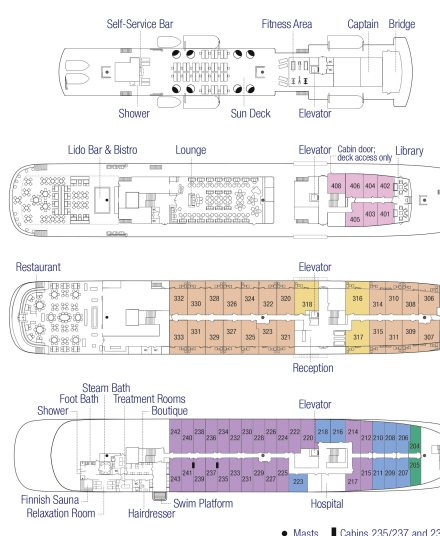 Self-Service Bar Fitness Area Captain Bridge
Shower Sun Deck Elevator
Lido Bar & Bistro Lounge Elevator Cabin door; Library
deck access only
408 406 404 402
405 403 401
Restaurant Elevator
332 330 328 326 324 322 320 318 316 314 310 308 306
333 331 329 327 325 323 321 317 315 311 309 307
Reception
Steam Bath
Foot Bath Treatment Rooms
Shower Boutique Elevator
242 240 238 236 234 232 230 228 226 224 222 220 218 216 214 212 210 208 206 204
243 241 239 237 235 233 231 229 227 225 223 217 215 211 209 207 205
Finnish Sauna Swim Platform
Relaxation Room Hairdresser Hospital
Masts Cabins 235/237 and 23